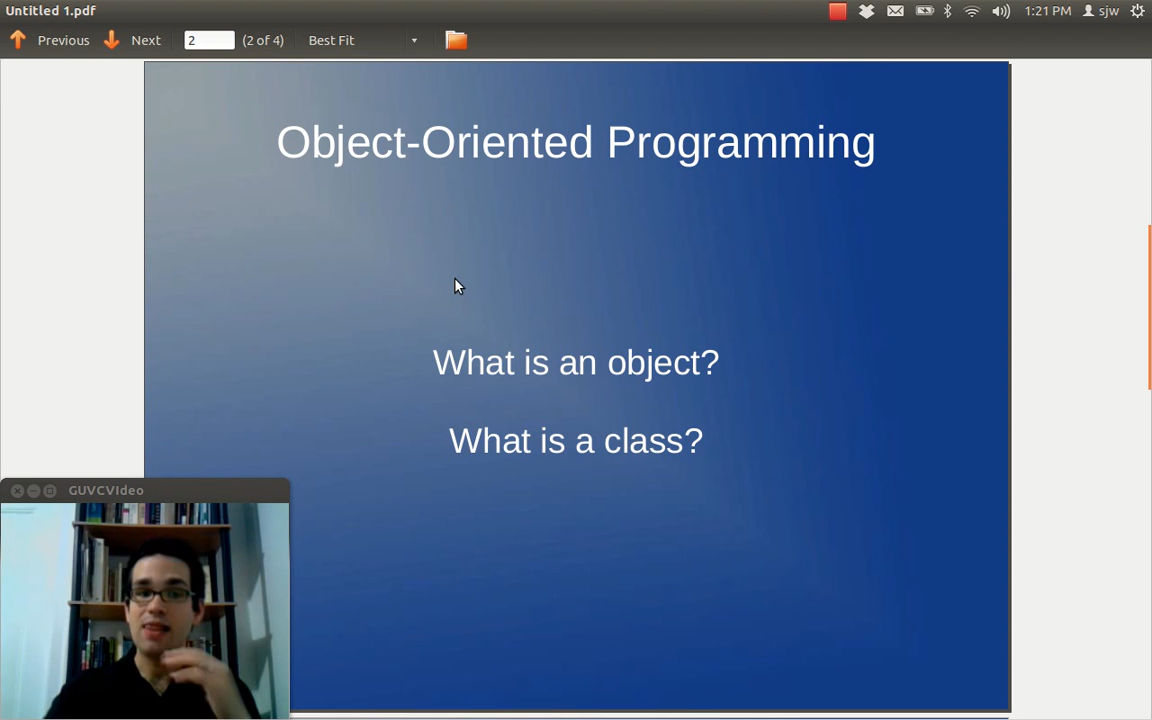 Untitled 1.pdf
1:21 PM
sjw
Previous
Next
2
(2 of 4)
Best Fit
Object-Oriented Programming
What is an object?
What is a class?
GUVCVIdeo